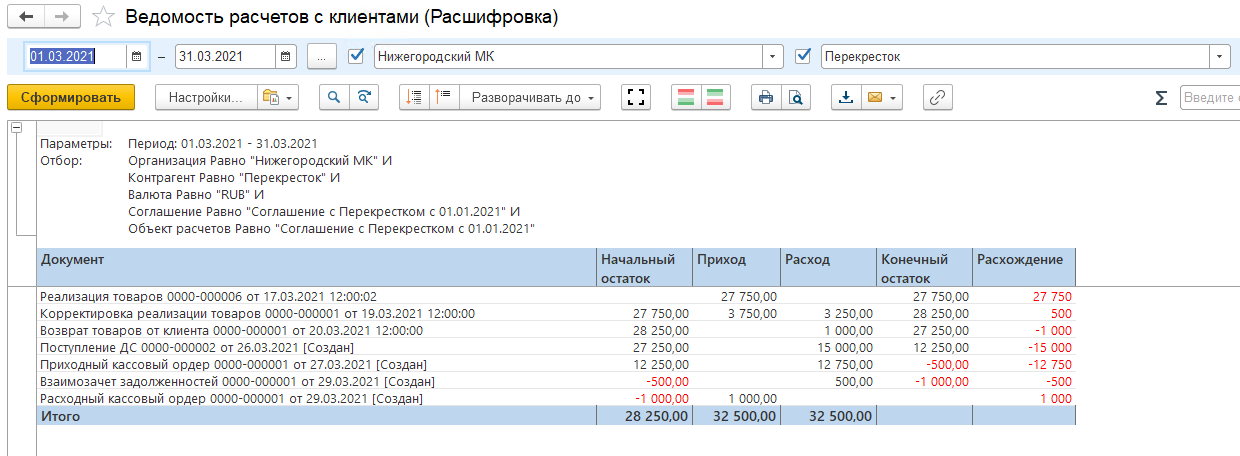 Ведомость расчетов с клиентами (Расшифровка)
01.03.2021 – 31.03.2021 ... Нижегородский МК Перекресток
Сформировать Настройки... Разворачивать до Σ Введите
Параметры: Период: 01.03.2021 - 31.03.2021
Отбор: Организация Равно "Нижегородский МК" И
Контрагент Равно "Перекресток" И
Валюта Равно "RUB" И
Соглашение Равно "Соглашение с Перекрестком с 01.01.2021" И
Объект расчетов Равно "Соглашение с Перекрестком с 01.01.2021"
Документ Начальный остаток Приход Расход Конечный остаток Расхождение
Реализация товаров 0000-000006 от 17.03.2021 12:00:02 27 750,00 27 750,00 27 750
Корректировка реализации товаров 0000-000001 от 19.03.2021 12:00:00 27 750,00 3 750,00 3 250,00 28 250,00 500
Возврат товаров от клиента 0000-000001 от 20.03.2021 12:00:00 28 250,00 1 000,00 27 250,00 -1 000
Поступление ДС 0000-000002 от 26.03.2021 [Создан] 27 250,00 15 000,00 12 250,00 -15 000
Приходный кассовый ордер 0000-000001 от 27.03.2021 [Создан] 12 250,00 12 750,00 -500,00 -12 750
Взаимозачет задолженностей 0000-000001 от 29.03.2021 [Создан] -500,00 500,00 -1 000,00 -500
Расходный кассовый ордер 0000-000001 от 29.03.2021 [Создан] -1 000,00 1 000,00 1 000
Итого 28 250,00 32 500,00 32 500,00